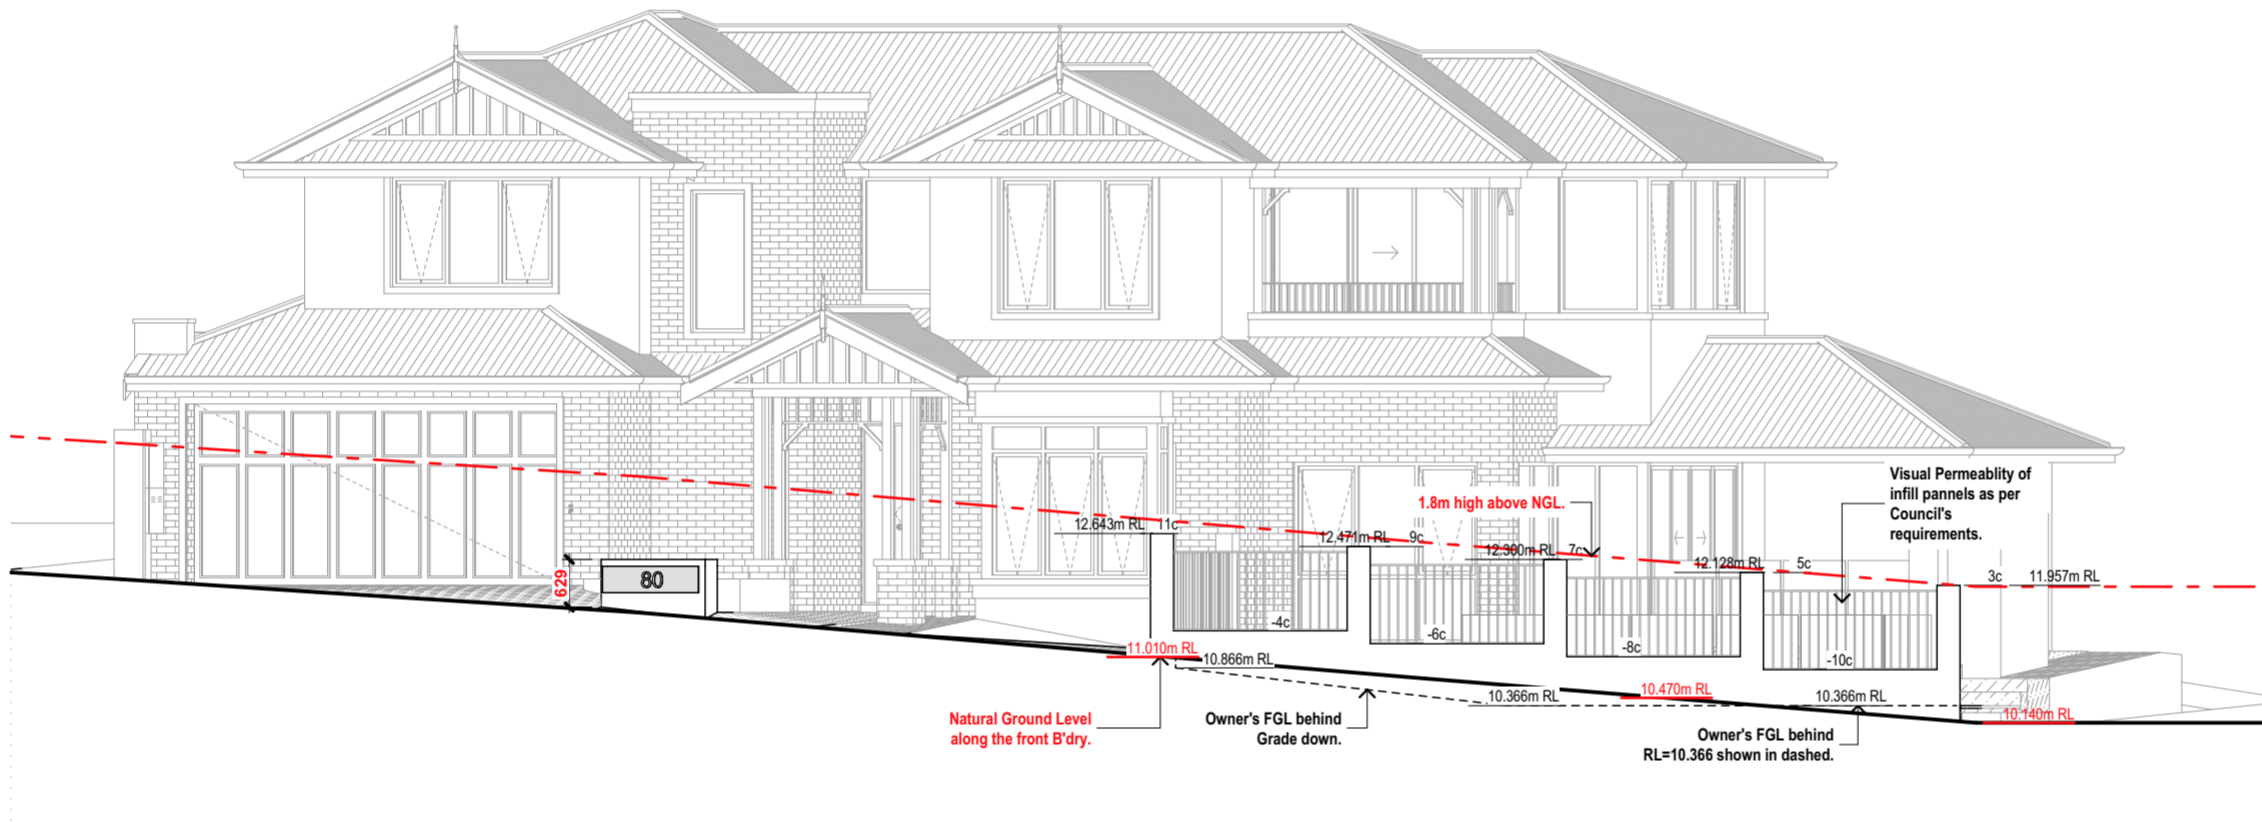 Visual Permeablity of
infill pannels as per
Council's
requirements.
1.8m high above NGL.
12.643m RL 11c
12.471m RL 9c
12.300m RL 7c
12.128m RL 5c
3c 11.957m RL
629
80
-4c
-6c
-8c
-10c
11.010m RL
10.866m RL
10.366m RL
10.470m RL
10.366m RL
10.140m RL
Natural Ground Level
along the front B'dry.
Owner's FGL behind
Grade down.
Owner's FGL behind
RL=10.366 shown in dashed.